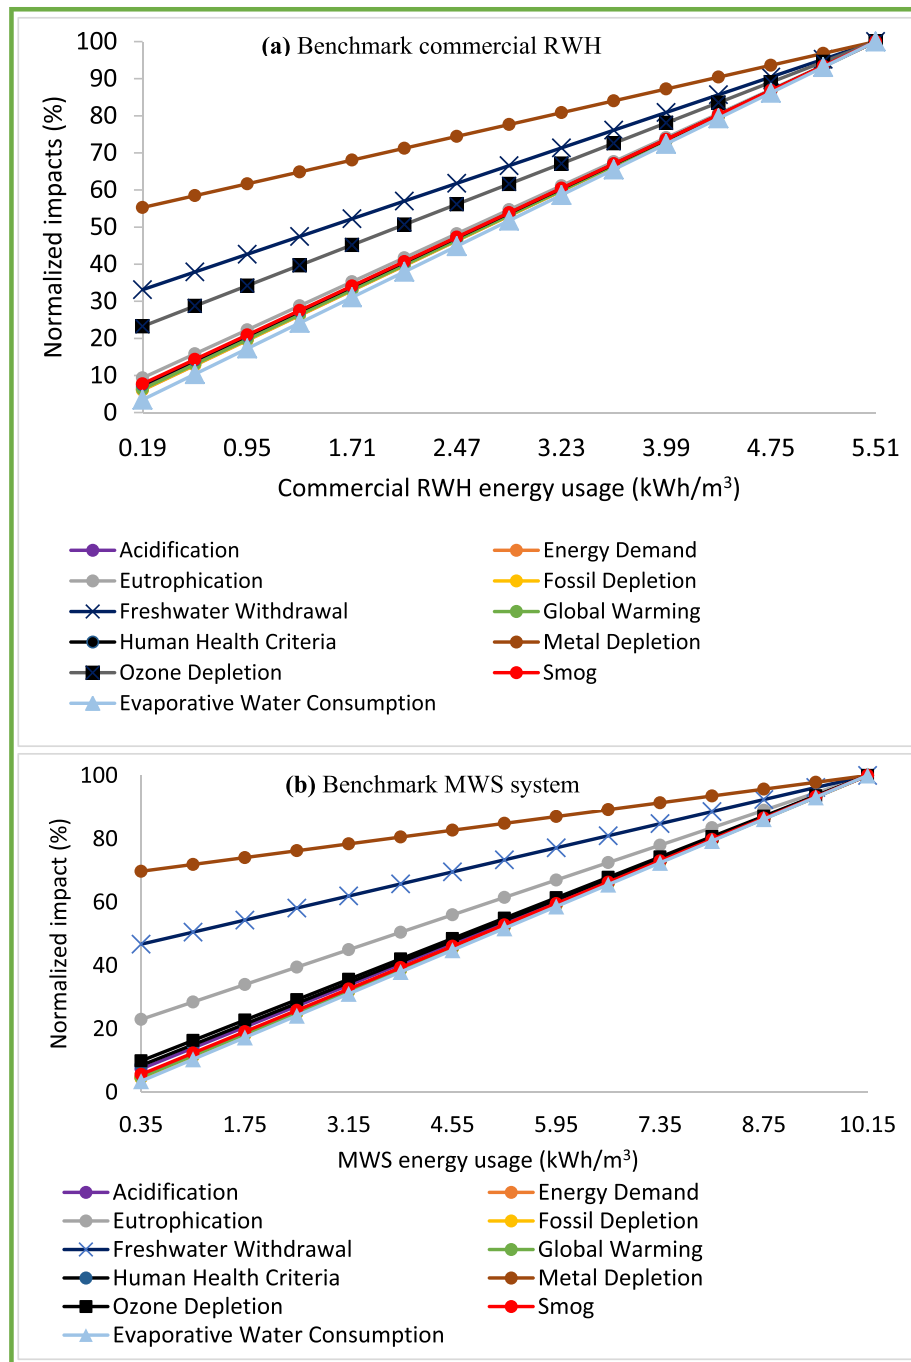 (a) Benchmark commercial RWH
Normalized impacts (%)
100
90
80
70
60
50
40
30
20
10
0
0.19 0.95 1.71 2.47 3.23 3.99 4.75 5.51
Commercial RWH energy usage (kWh/m³)
Acidification
Energy Demand
Eutrophication
Fossil Depletion
Freshwater Withdrawal
Global Warming
Human Health Criteria
Metal Depletion
Ozone Depletion
Smog
Evaporative Water Consumption
(b) Benchmark MWS system
Normalized impact (%)
100
80
60
40
20
0
0.35 1.75 3.15 4.55 5.95 7.35 8.75 10.15
MWS energy usage (kWh/m³)
Acidification
Energy Demand
Eutrophication
Fossil Depletion
Freshwater Withdrawal
Global Warming
Human Health Criteria
Metal Depletion
Ozone Depletion
Smog
Evaporative Water Consumption